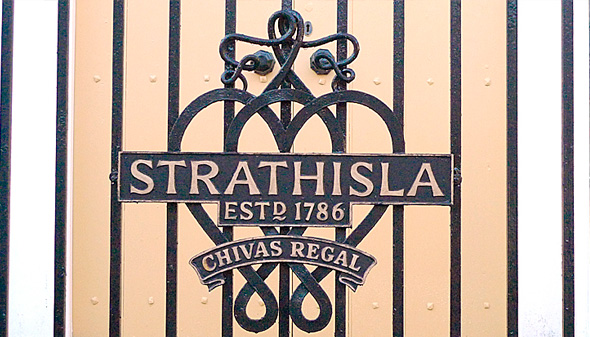 STRATHISLA
ESTD 1786
CHIVAS REGAL